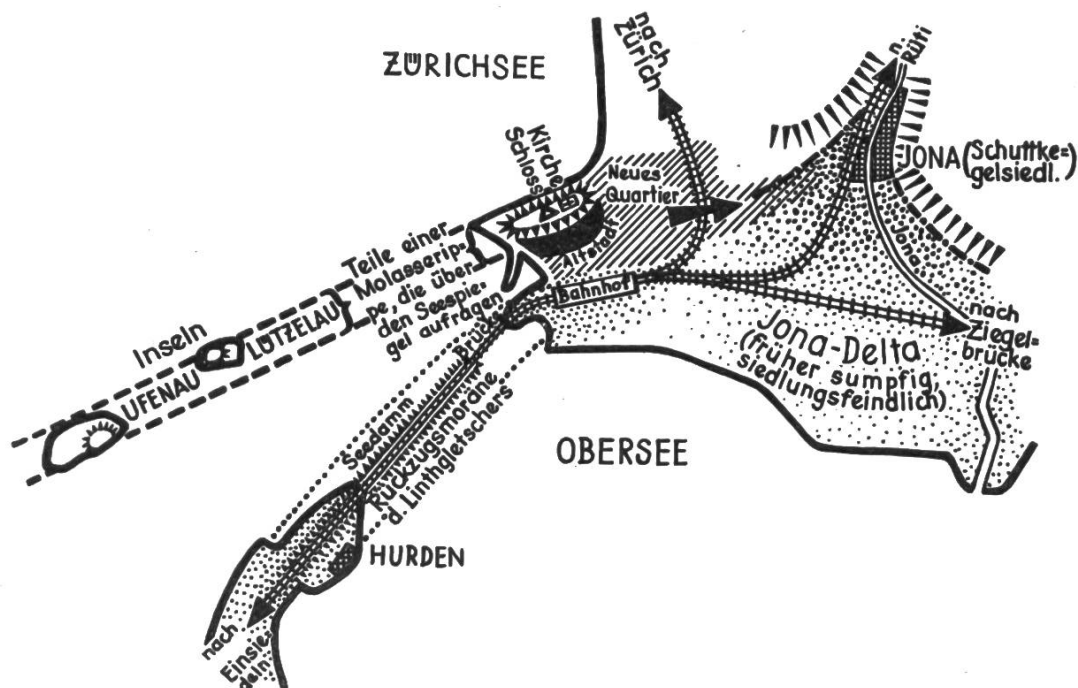 ZÜRICHSEE
nach
Zürich
n.
Rüti
JONA (Schuttke=
gelsiedl.)
Kirche
Schloss
Neues
Quartier
Altstadt
Jona
Teile einer
Molasserip-
pe, die über
den Seespie-
gel aufragen
Bahnhof
Brücke
nach
Ziegel=
brücke
Jona-Delta
(früher sumpfig,
siedlungsfeindlich)
Inseln
LÜTZELAU
UFENAU
Seedamm
Rückzugsmoräne
d. Linthgletschers
OBERSEE
HURDEN
nach
Einsie-
deln